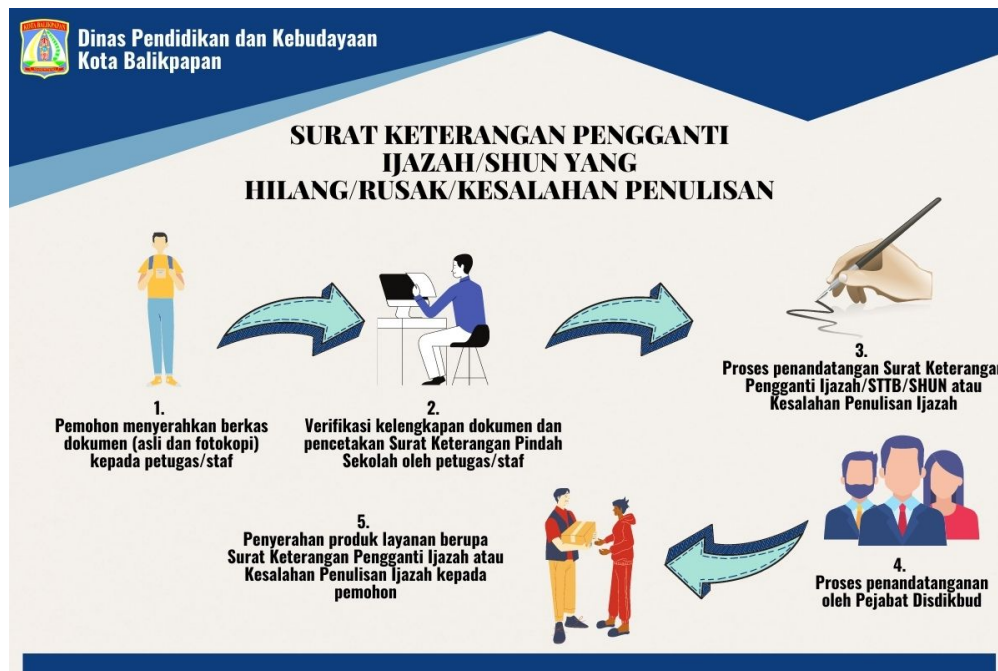 Dinas Pendidikan dan Kebudayaan
Kota Balikpapan
SURAT KETERANGAN PENGGANTI
IJAZAH/SHUN YANG
HILANG/RUSAK/KESALAHAN PENULISAN
1.
Pemohon menyerahkan berkas
dokumen (asli dan fotokopi)
kepada petugas/staf
2.
Verifikasi kelengkapan dokumen dan
pencetakan Surat Keterangan Pindah
Sekolah oleh petugas/staf
3.
Proses penandatangan Surat Keterangan
Pengganti Ijazah/STTB/SHUN atau
Kesalahan Penulisan Ijazah
4.
Proses penandatanganan
oleh Pejabat Disdikbud
5.
Penyerahan produk layanan berupa
Surat Keterangan Pengganti Ijazah atau
Kesalahan Penulisan Ijazah kepada
pemohon